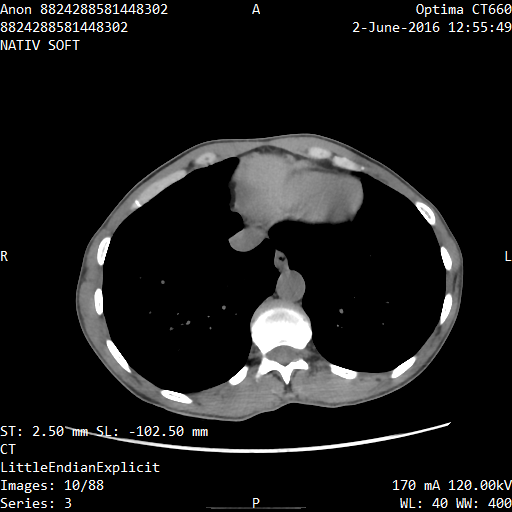 Anon 8824288581448302 A Optima CT660
8824288581448302 2-June-2016 12:55:49
NATIV SOFT
R L
ST: 2.50 mm SL: -102.50 mm
CT
LittleEndianExplicit
Images: 10/88 170 mA 120.00kV
Series: 3 P WL: 40 WW: 400